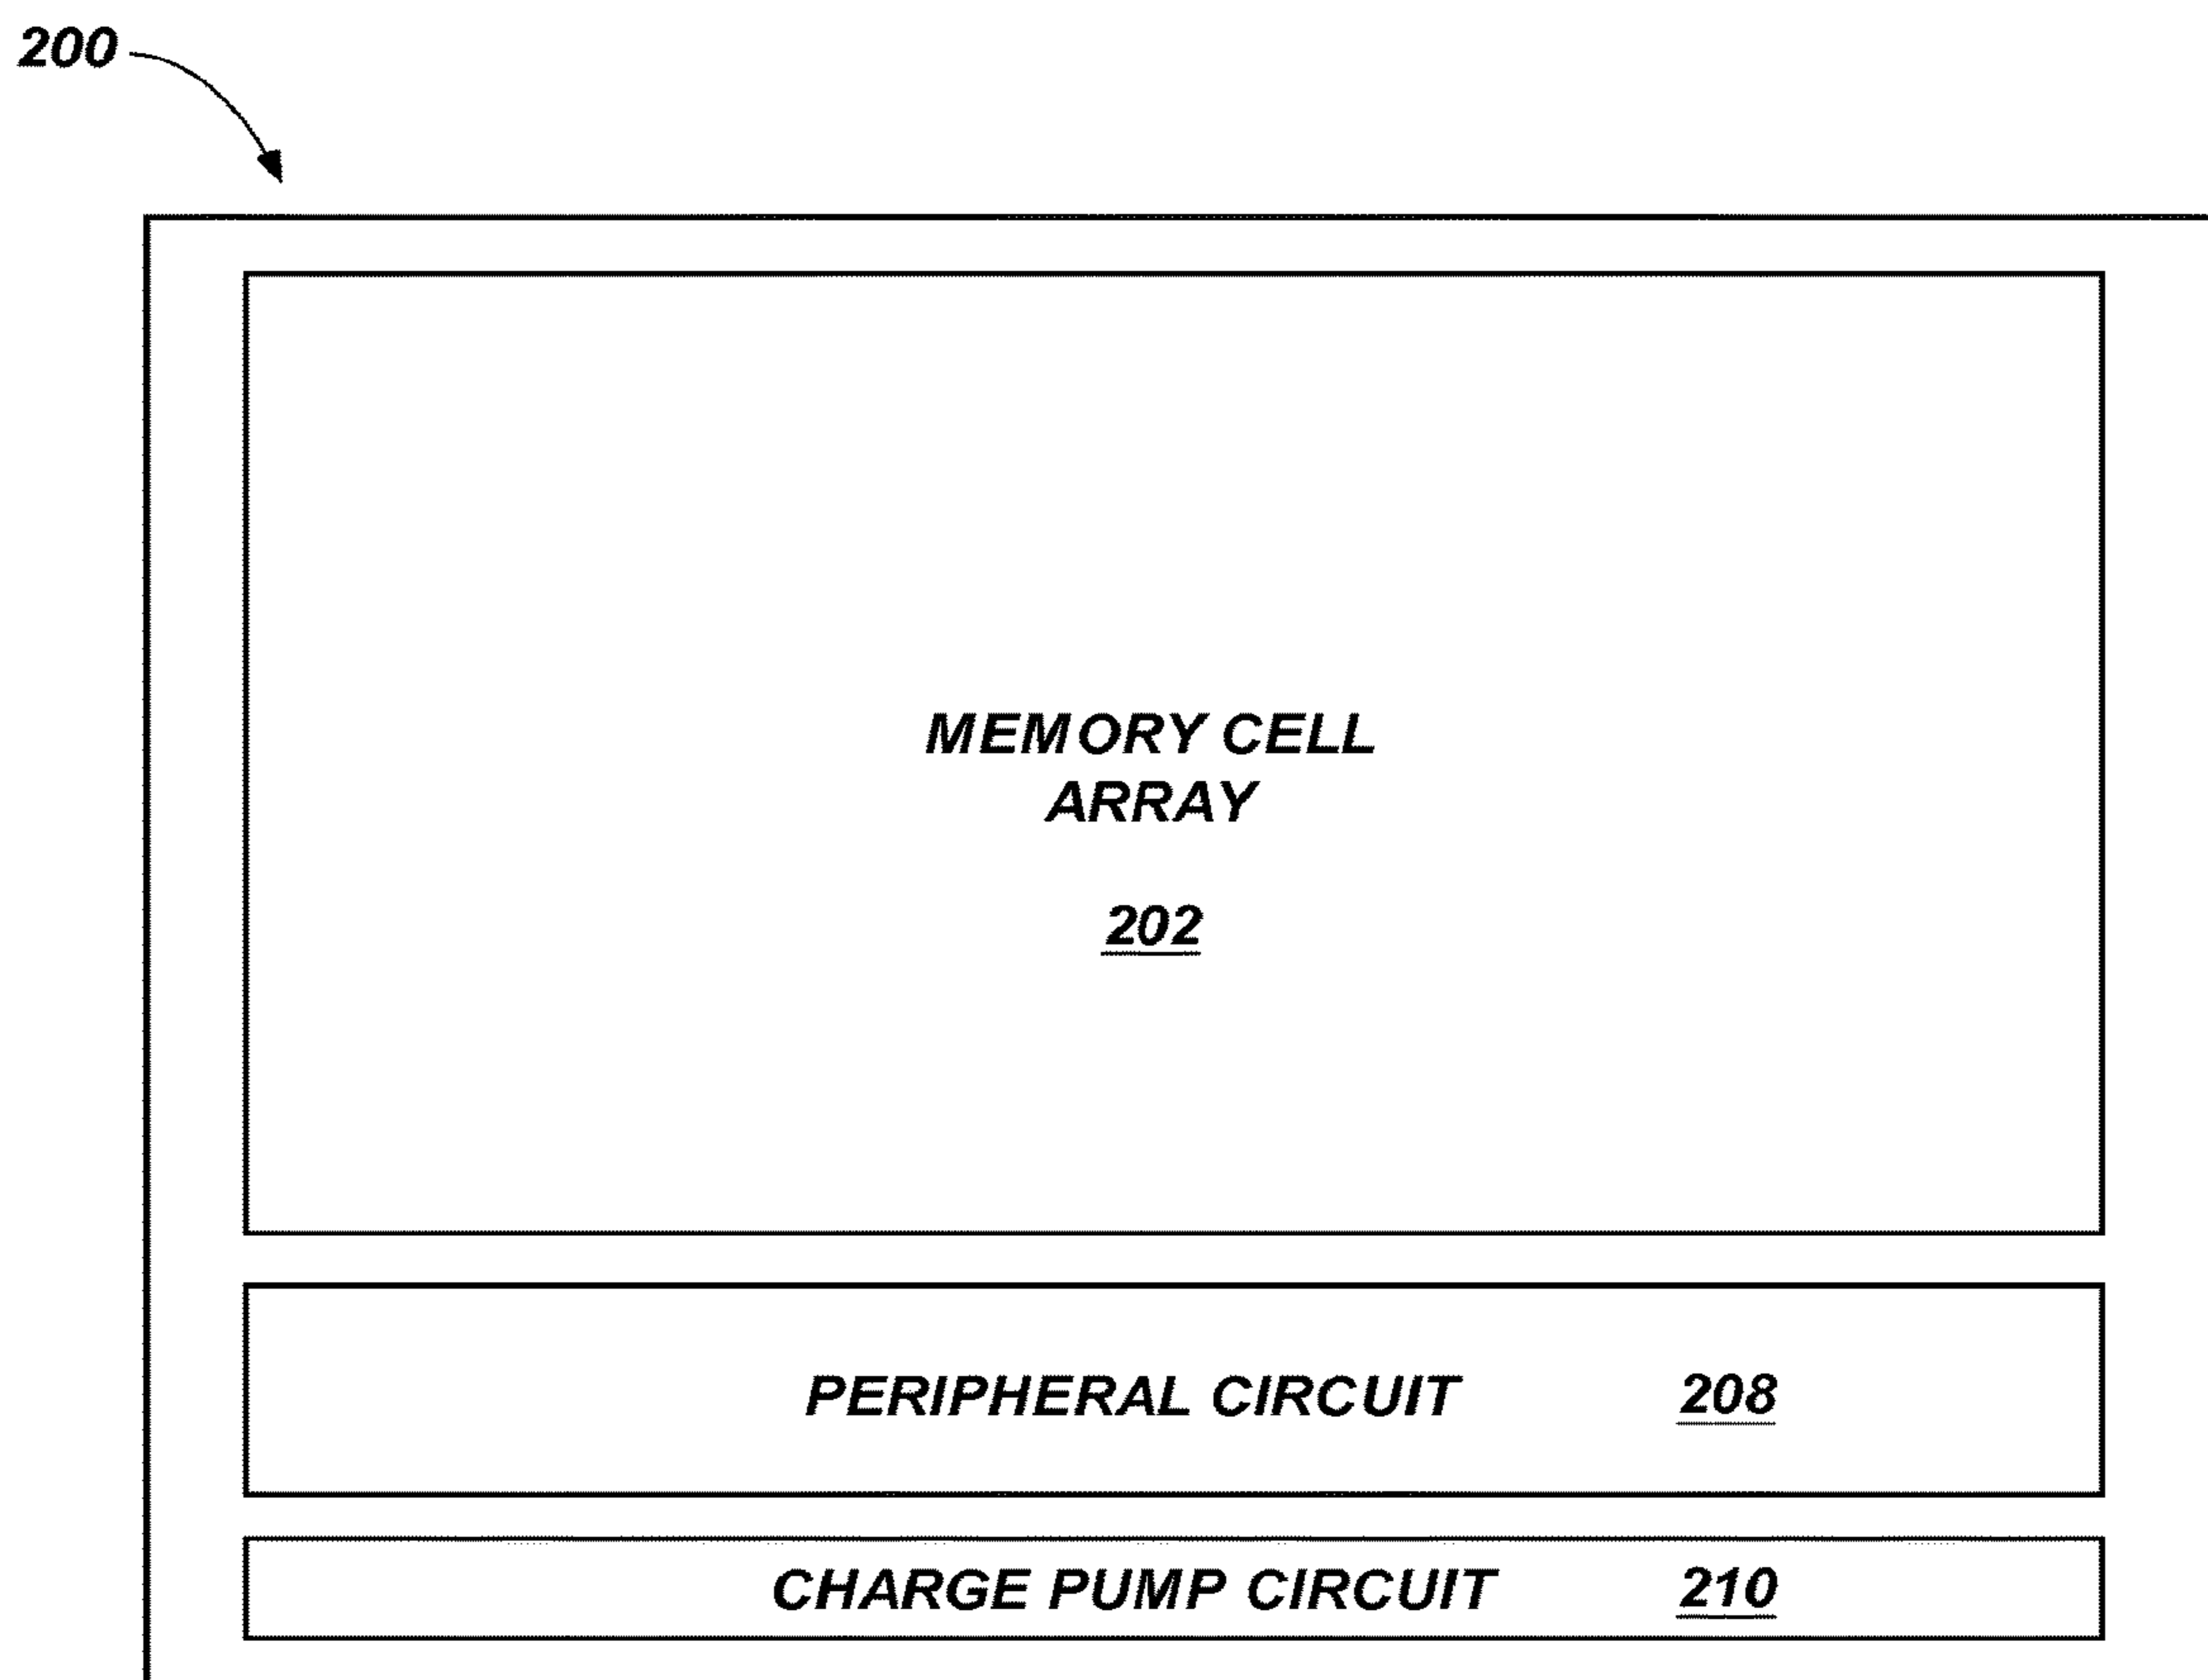 200
MEMORY CELL
ARRAY
202
PERIPHERAL CIRCUIT 208
CHARGE PUMP CIRCUIT 210